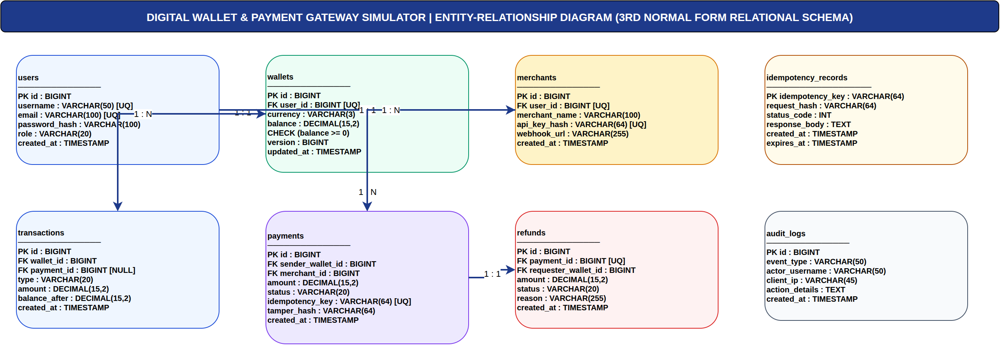 DIGITAL WALLET & PAYMENT GATEWAY SIMULATOR | ENTITY-RELATIONSHIP DIAGRAM (3RD NORMAL FORM RELATIONAL SCHEMA)
users
PK id : BIGINT
username : VARCHAR(50) [UQ]
email : VARCHAR(100) [UQ]
password_hash : VARCHAR(100)
role : VARCHAR(20)
created_at : TIMESTAMP
1 : N
1 : 1
wallets
PK id : BIGINT
FK user_id : BIGINT [UQ]
currency : VARCHAR(3)
balance : DECIMAL(15,2)
CHECK (balance >= 0)
version : BIGINT
updated_at : TIMESTAMP
1 : 1
1 : N
1 : N
merchants
PK id : BIGINT
FK user_id : BIGINT [UQ]
merchant_name : VARCHAR(100)
api_key_hash : VARCHAR(64) [UQ]
webhook_url : VARCHAR(255)
created_at : TIMESTAMP
idempotency_records
PK idempotency_key : VARCHAR(64)
request_hash : VARCHAR(64)
status_code : INT
response_body : TEXT
created_at : TIMESTAMP
expires_at : TIMESTAMP
transactions
PK id : BIGINT
FK wallet_id : BIGINT
FK payment_id : BIGINT [NULL]
type : VARCHAR(20)
amount : DECIMAL(15,2)
balance_after : DECIMAL(15,2)
created_at : TIMESTAMP
payments
PK id : BIGINT
FK sender_wallet_id : BIGINT
FK merchant_id : BIGINT
amount : DECIMAL(15,2)
status : VARCHAR(20)
idempotency_key : VARCHAR(64) [UQ]
tamper_hash : VARCHAR(64)
created_at : TIMESTAMP
1 : 1
refunds
PK id : BIGINT
FK payment_id : BIGINT [UQ]
FK requester_wallet_id : BIGINT
amount : DECIMAL(15,2)
status : VARCHAR(20)
reason : VARCHAR(255)
created_at : TIMESTAMP
audit_logs
PK id : BIGINT
event_type : VARCHAR(50)
actor_username : VARCHAR(50)
client_ip : VARCHAR(45)
action_details : TEXT
created_at : TIMESTAMP